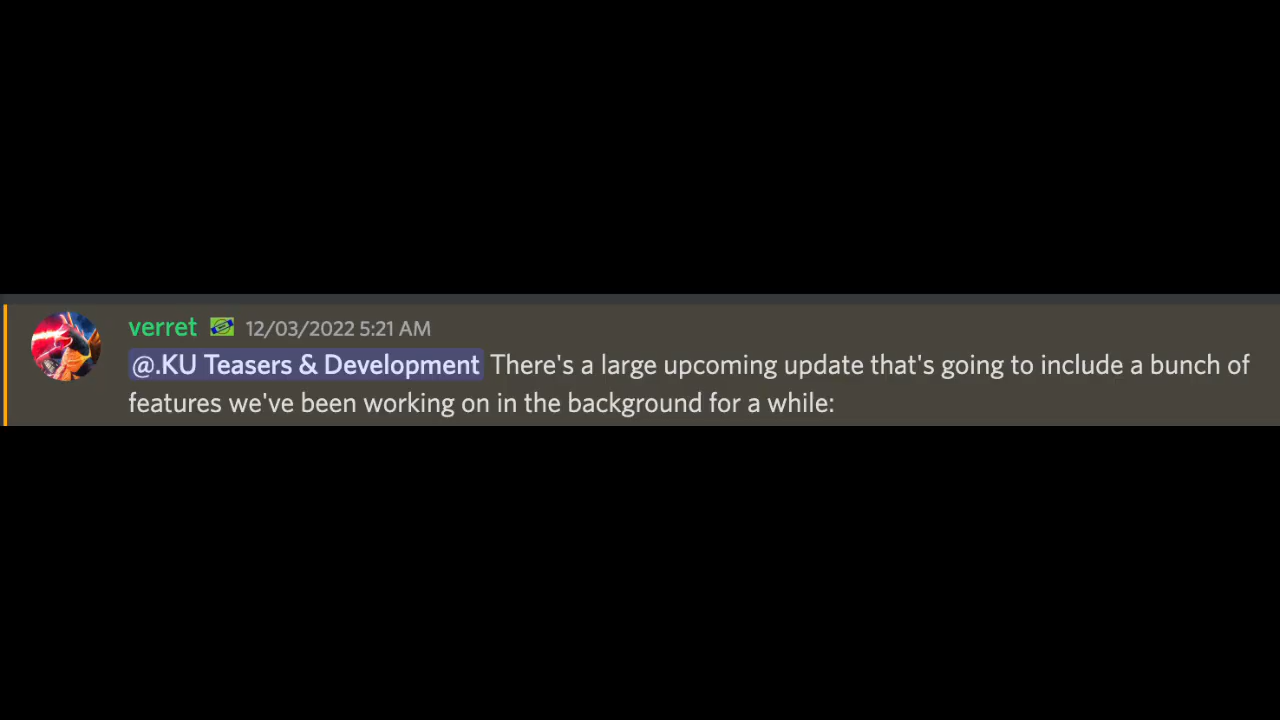 verret 12/03/2022 5:21 AM
@.KU Teasers & Development There's a large upcoming update that's going to include a bunch of
features we've been working on in the background for a while: